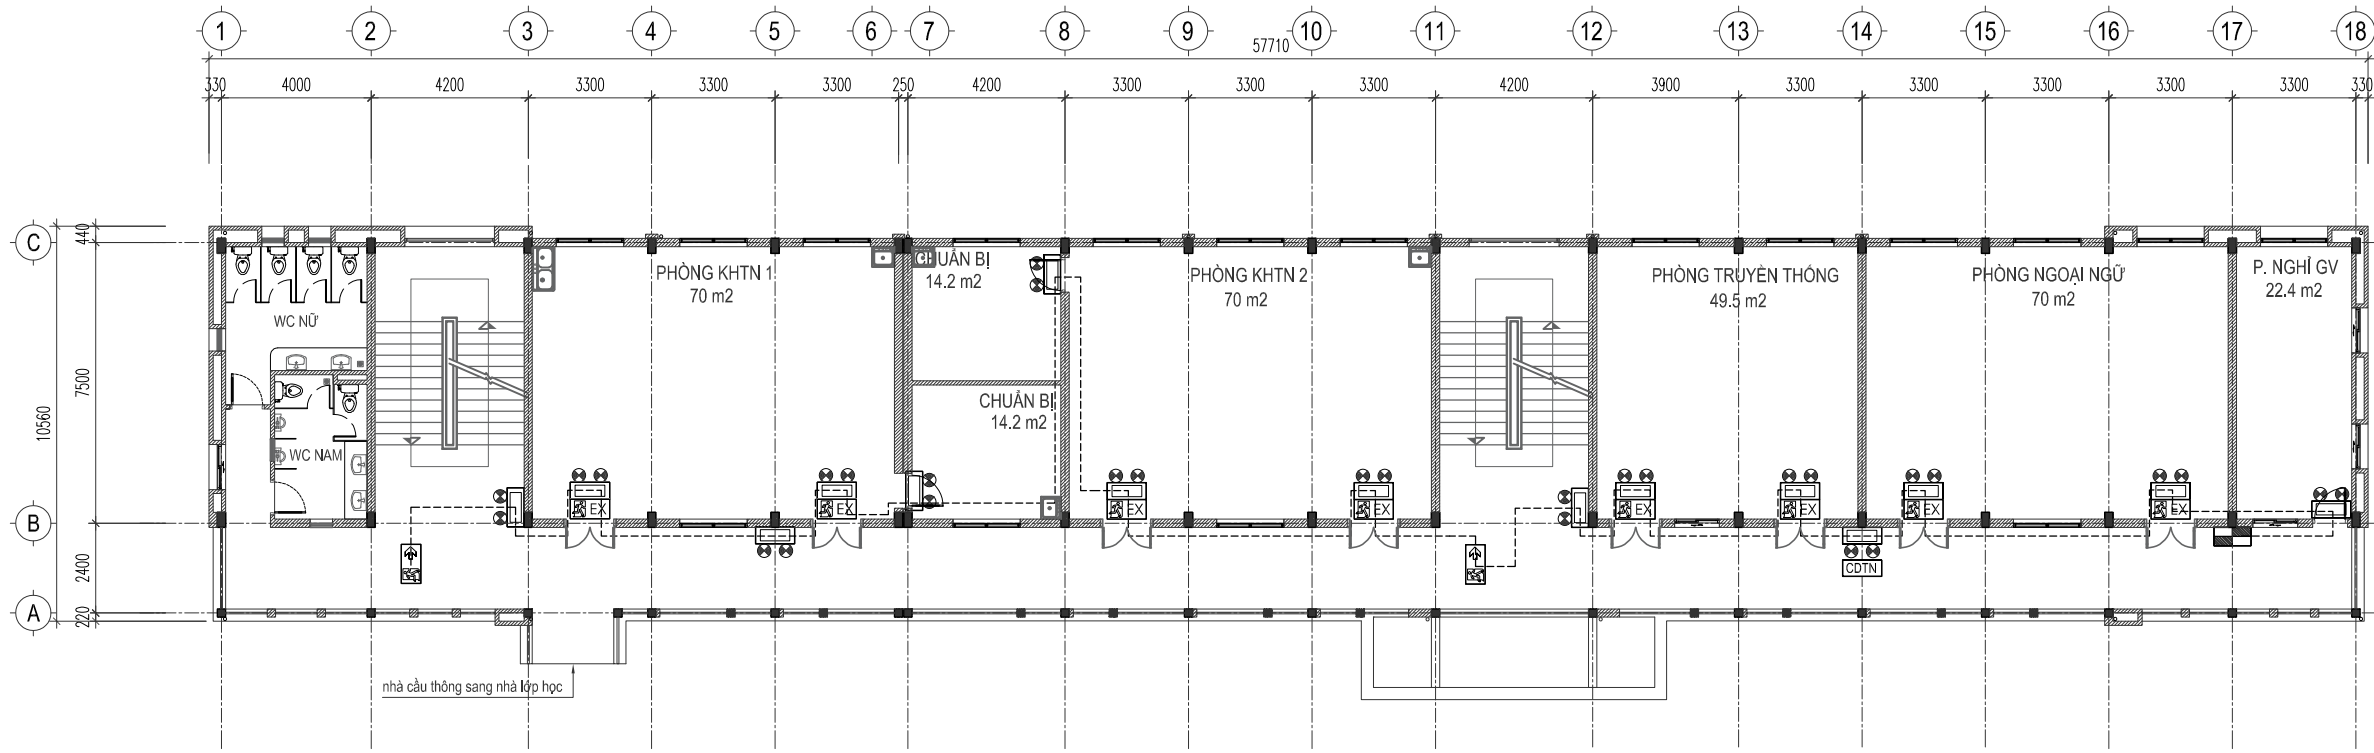 1 2 3 4 5 6 7 8 9 10 11 12 13 14 15 16 17 18
57710
330 4000 4200 3300 3300 3300 250 4200 3300 3300 3300 4200 3900 3300 3300 3300 3300 3300 330
C
440
PHÒNG KHTN 1
70 m2
CHUẨN BỊ
14.2 m2
PHÒNG KHTN 2
70 m2
PHÒNG TRUYỀN THỐNG
49.5 m2
PHÒNG NGOẠI NGỮ
70 m2
P. NGHỈ GV
22.4 m2
WC NỮ
7500
10560
CHUẨN BỊ
14.2 m2
WC NAM
EX EX EX EX EX EX EX EX
B
2400
CDTN
A
220
nhà cầu thông sang nhà lớp học